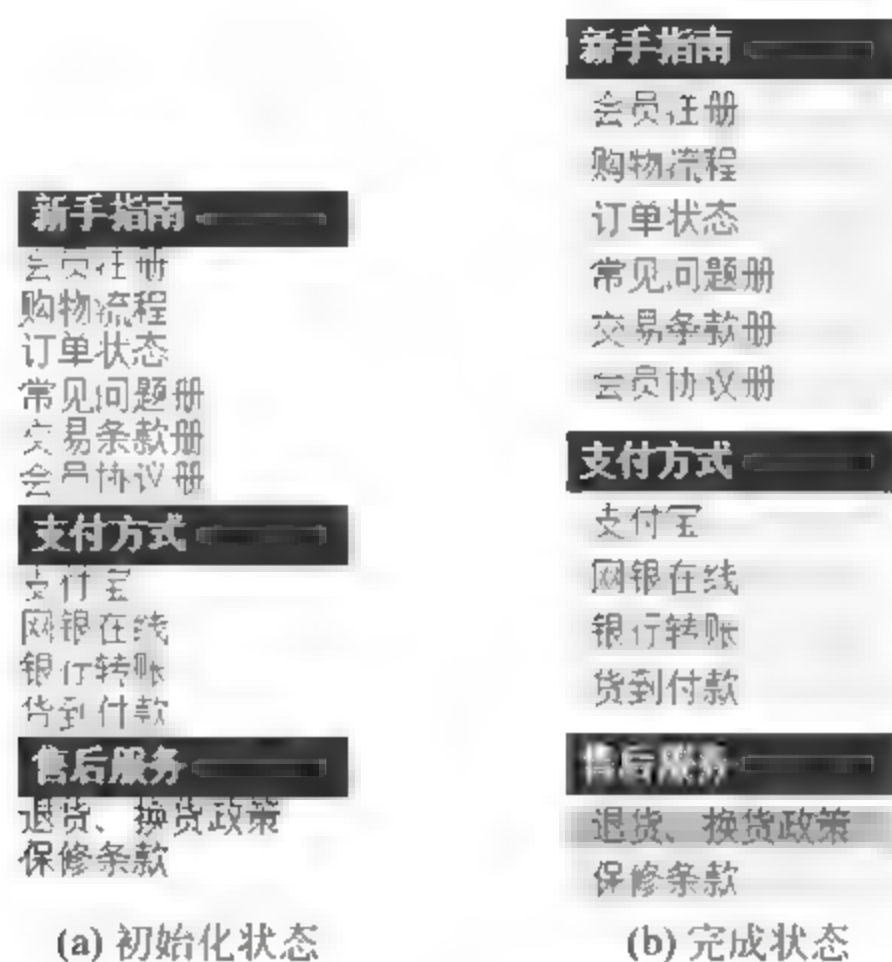 新手指南
会员注册
购物流程
订单状态
常见问题册
交易条款册
会员协议册
支付方式
支付宝
网银在线
银行转账
货到付款
售后服务
退货、换货政策
保修条款
(a) 初始化状态
新手指南
会员注册
购物流程
订单状态
常见问题册
交易条款册
会员协议册
支付方式
支付宝
网银在线
银行转账
货到付款
售后服务
退货、换货政策
保修条款
(b) 完成状态